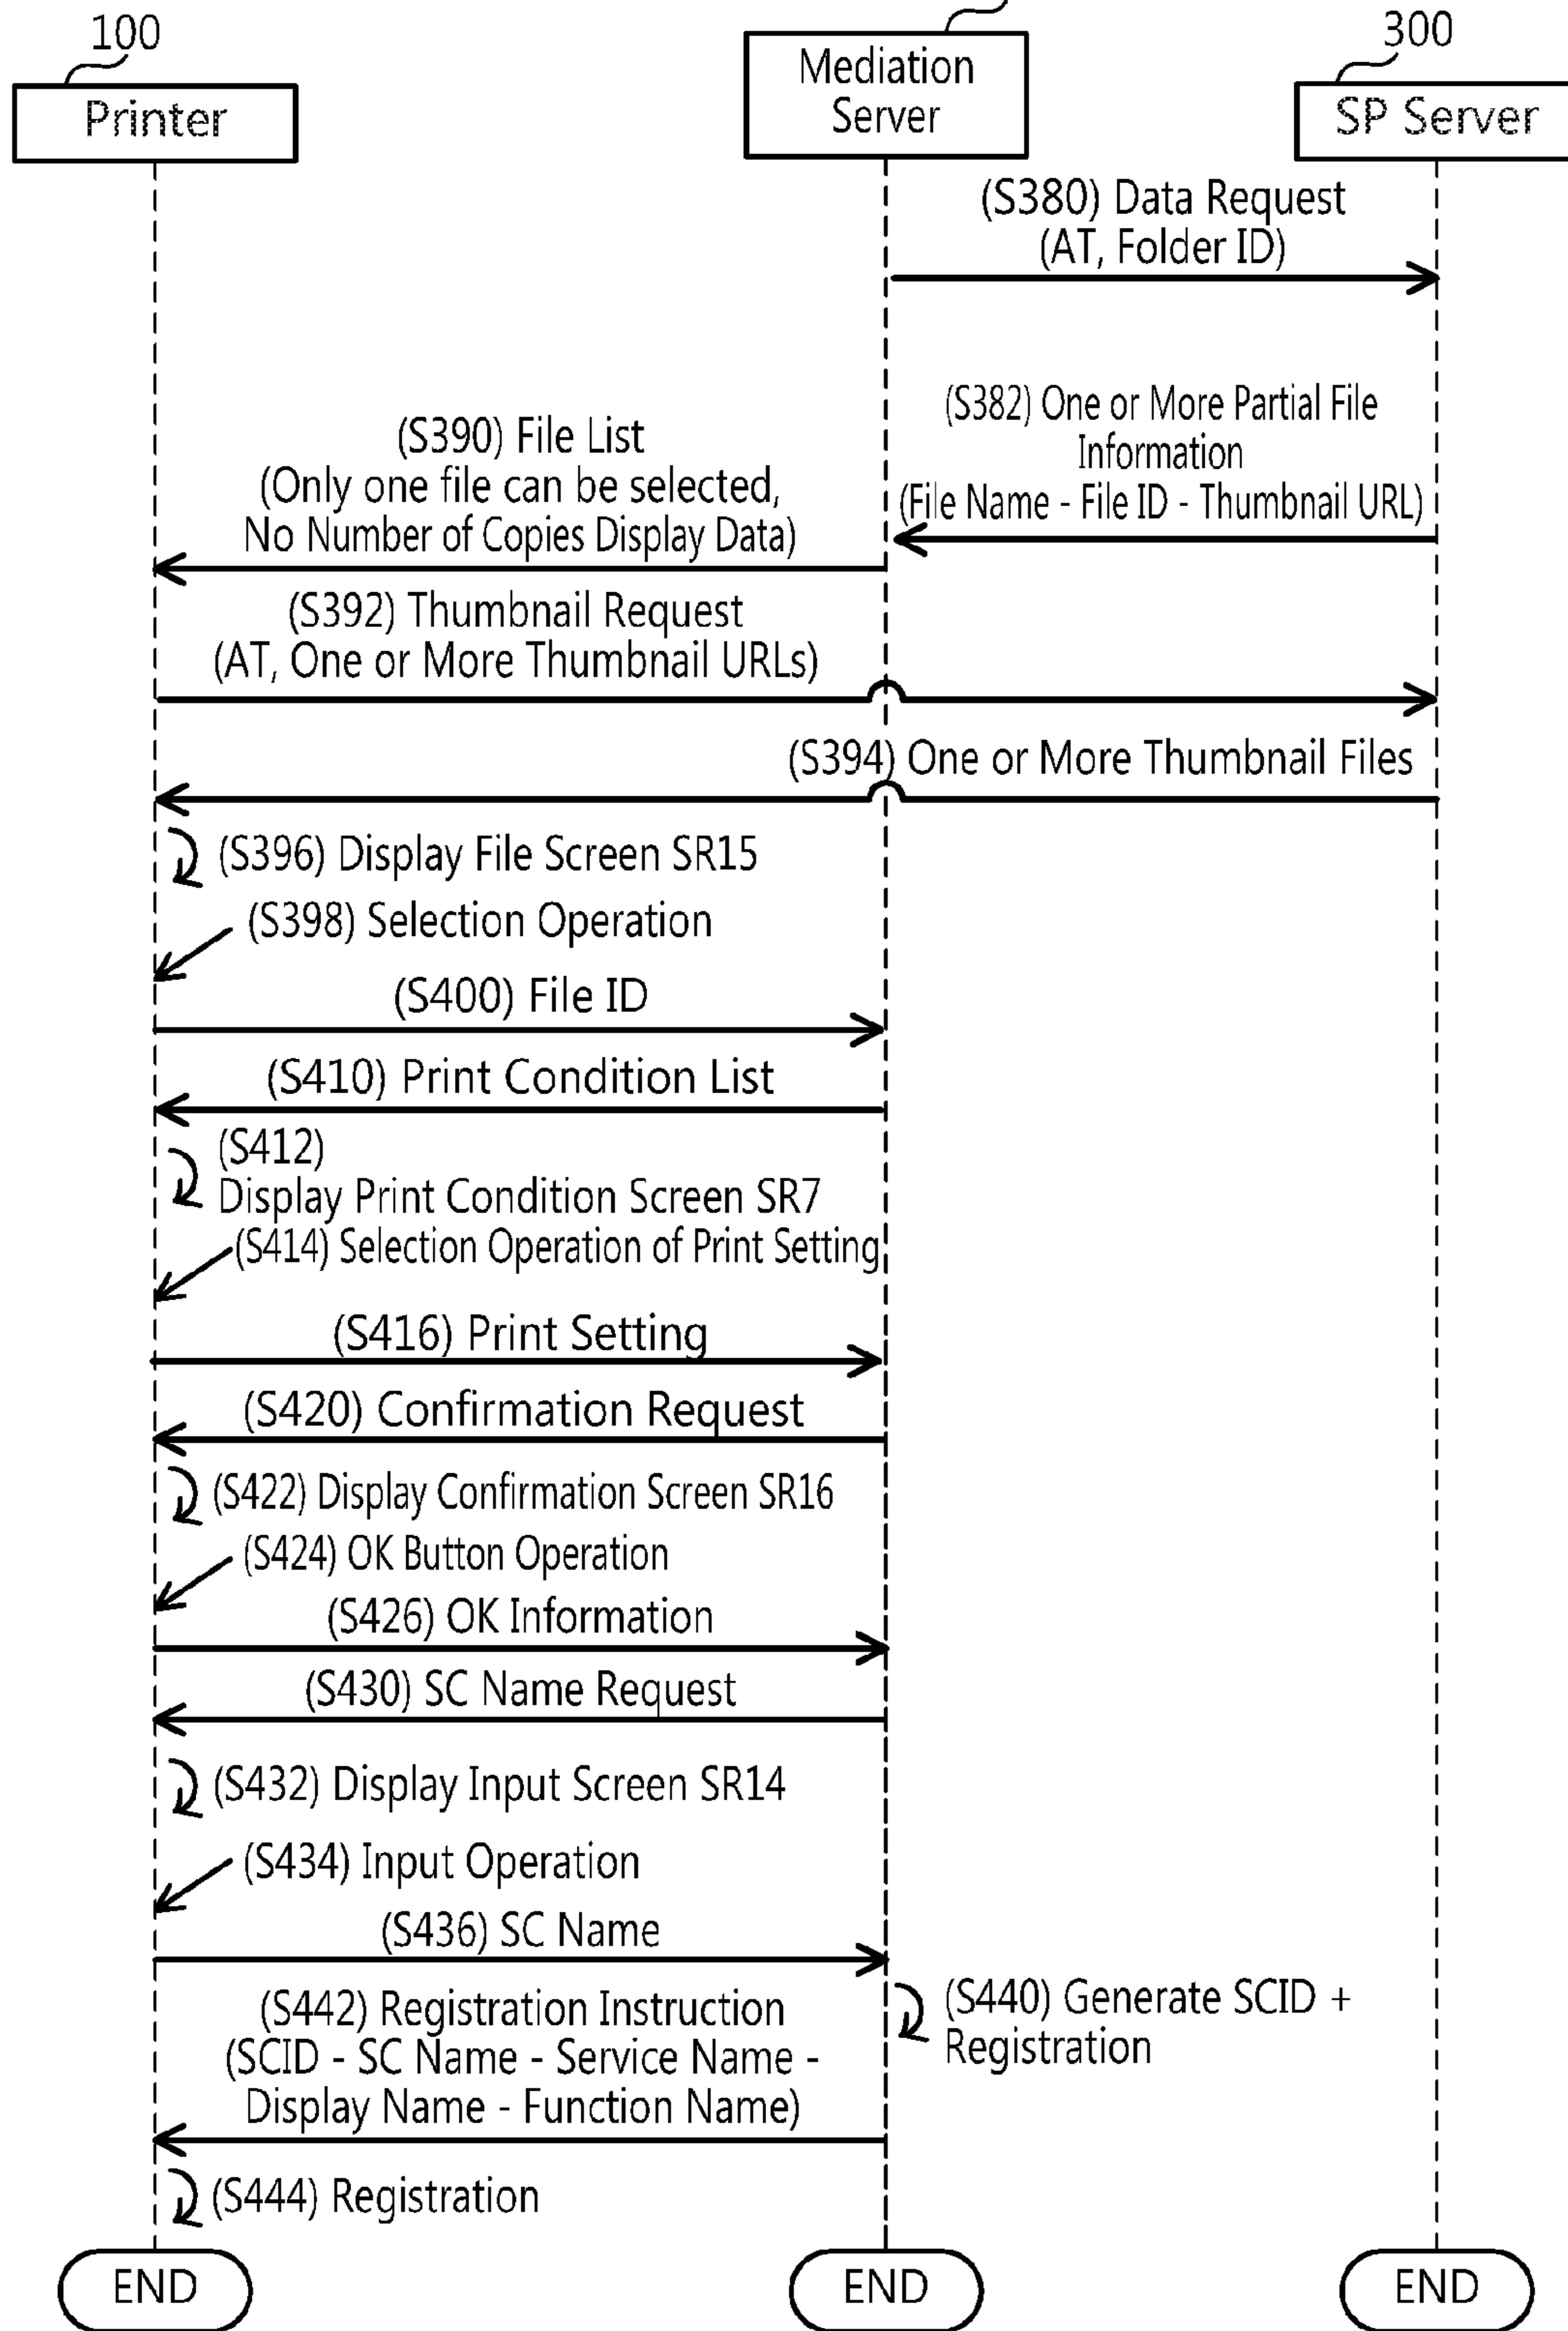 100
300
Printer
Mediation
Server
SP Server
(S380) Data Request
(AT, Folder ID)
(S382) One or More Partial File
Information
(File Name - File ID - Thumbnail URL)
(S390) File List
(Only one file can be selected,
No Number of Copies Display Data)
(S392) Thumbnail Request
(AT, One or More Thumbnail URLs)
(S394) One or More Thumbnail Files
(S396) Display File Screen SR15
(S398) Selection Operation
(S400) File ID
(S410) Print Condition List
(S412)
Display Print Condition Screen SR7
(S414) Selection Operation of Print Setting
(S416) Print Setting
(S420) Confirmation Request
(S422) Display Confirmation Screen SR16
(S424) OK Button Operation
(S426) OK Information
(S430) SC Name Request
(S432) Display Input Screen SR14
(S434) Input Operation
(S436) SC Name
(S440) Generate SCID +
Registration
(S442) Registration Instruction
(SCID - SC Name - Service Name -
Display Name - Function Name)
(S444) Registration
END
END
END